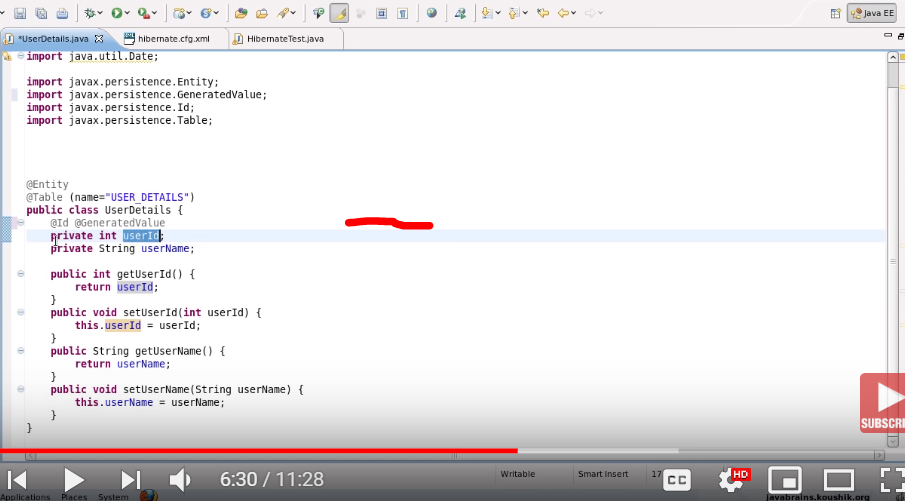 Java EE
*UserDetails.java
hibernate.cfg.xml
HibernateTest.java
import java.util.Date;
import javax.persistence.Entity;
import javax.persistence.GeneratedValue;
import javax.persistence.Id;
import javax.persistence.Table;
@Entity
@Table (name="USER_DETAILS")
public class UserDetails {
@Id @GeneratedValue
private int userId;
private String userName;
public int getUserId() {
return userId;
}
public void setUserId(int userId) {
this.userId = userId;
}
public String getUserName() {
return userName;
}
public void setUserName(String userName) {
this.userName = userName;
}
}
SUBSCR
6:30 / 11:28
Writable
Smart Insert
17
CC
HD
Applications Places System
javabrains.koushik.org